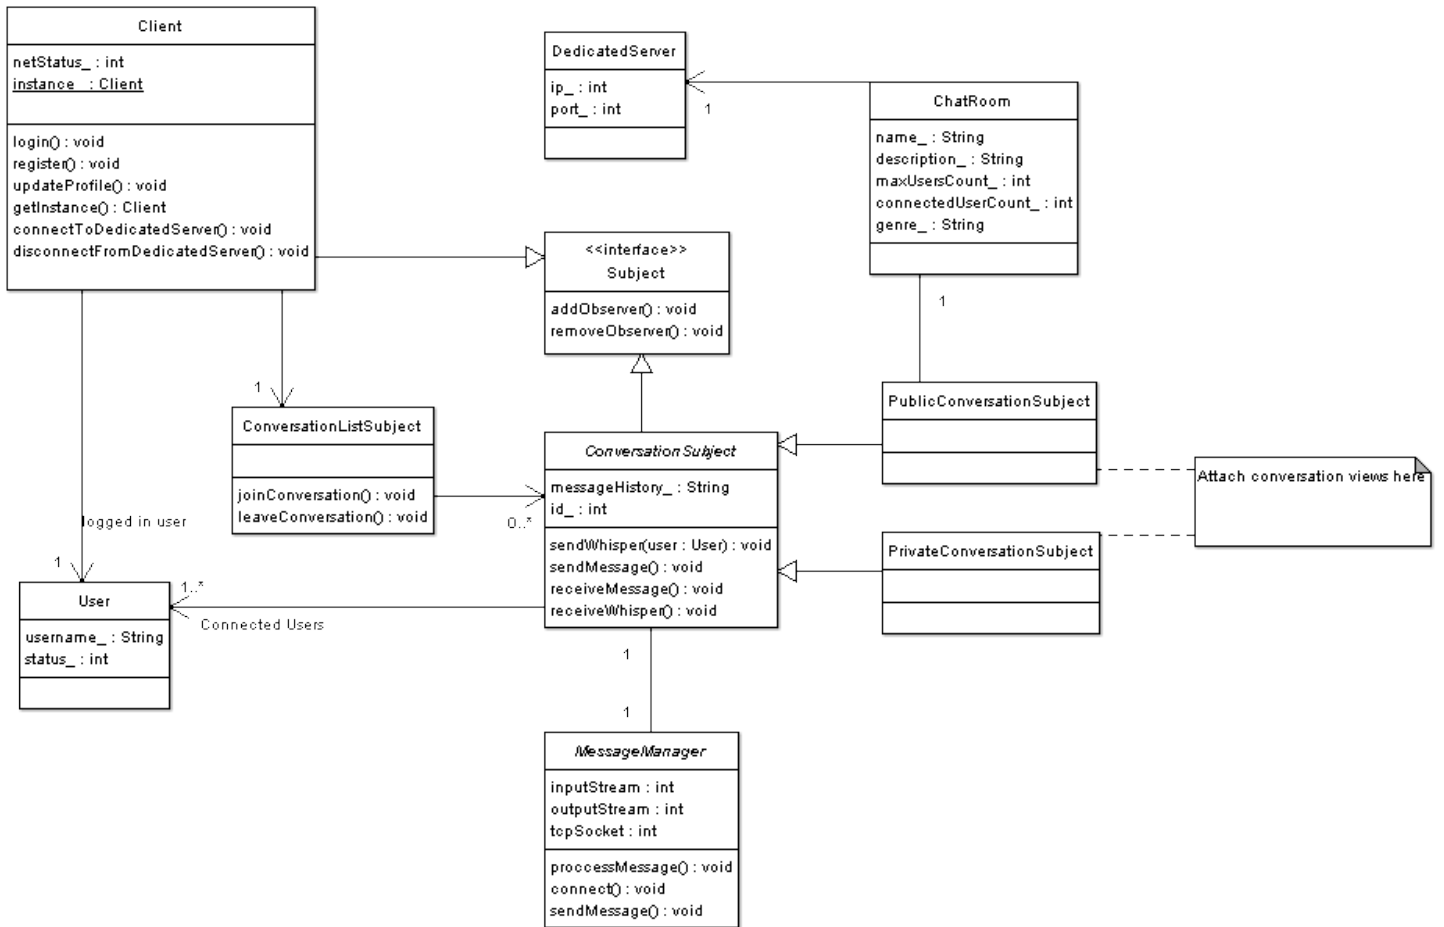 Client
netStatus_ : int
instance_ : Client
login() : void
register() : void
updateProfile() : void
getInstance() : Client
connectToDedicatedServer() : void
disconnectFromDedicatedServer() : void
DedicatedServer
ip_ : int
port_ : int
1
ChatRoom
name_ : String
description_ : String
maxUsersCount_ : int
connectedUserCount_ : int
genre_ : String
1
<<interface>>
Subject
addObserver() : void
removeObserver() : void
1
ConversationListSubject
joinConversation() : void
leaveConversation() : void
0..*
ConversationSubject
messageHistory_ : String
id_ : int
sendWhisper(user : User) : void
sendMessage() : void
receiveMessage() : void
receiveWhisper() : void
PublicConversationSubject
Attach conversation views here
PrivateConversationSubject
logged in user
1
1..*
User
username_ : String
status_ : int
Connected Users
1
1
MessageManager
inputStream : int
outputStream : int
tcpSocket : int
proccessMessage() : void
connect() : void
sendMessage() : void